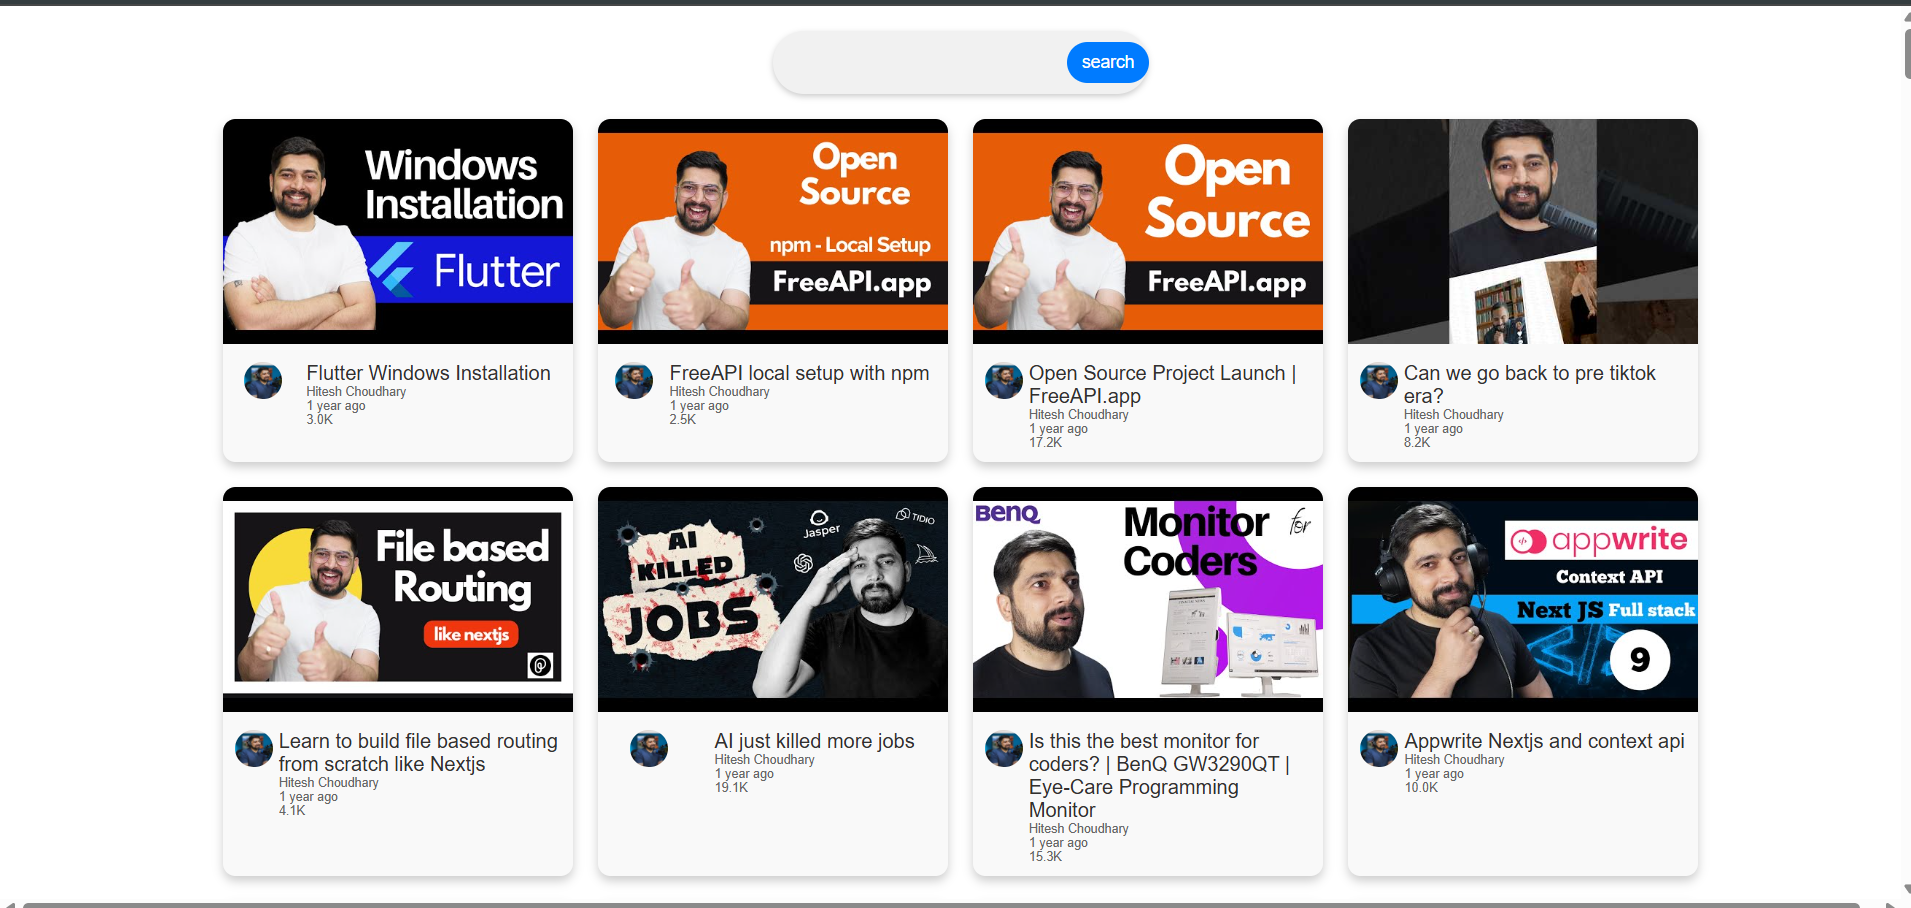 search
Windows
Installation
Flutter
Open
Source
npm - Local Setup
FreeAPI.app
Open
Source
FreeAPI.app
Flutter Windows Installation
Hitesh Choudhary
1 year ago
3.0K
FreeAPI local setup with npm
Hitesh Choudhary
1 year ago
2.5K
Open Source Project Launch |
FreeAPI.app
Hitesh Choudhary
1 year ago
17.2K
Can we go back to pre tiktok
era?
Hitesh Choudhary
1 year ago
8.2K
File based
Routing
like nextjs
AI
KILLED
JOBS
Jasper
TIDIO
BenQ
Monitor for
Coders
appwrite
Context API
Next JS Full stack
9
Learn to build file based routing
from scratch like Nextjs
Hitesh Choudhary
1 year ago
4.1K
AI just killed more jobs
Hitesh Choudhary
1 year ago
19.1K
Is this the best monitor for
coders? | BenQ GW3290QT |
Eye-Care Programming
Monitor
Hitesh Choudhary
1 year ago
15.3K
Appwrite Nextjs and context api
Hitesh Choudhary
1 year ago
10.0K